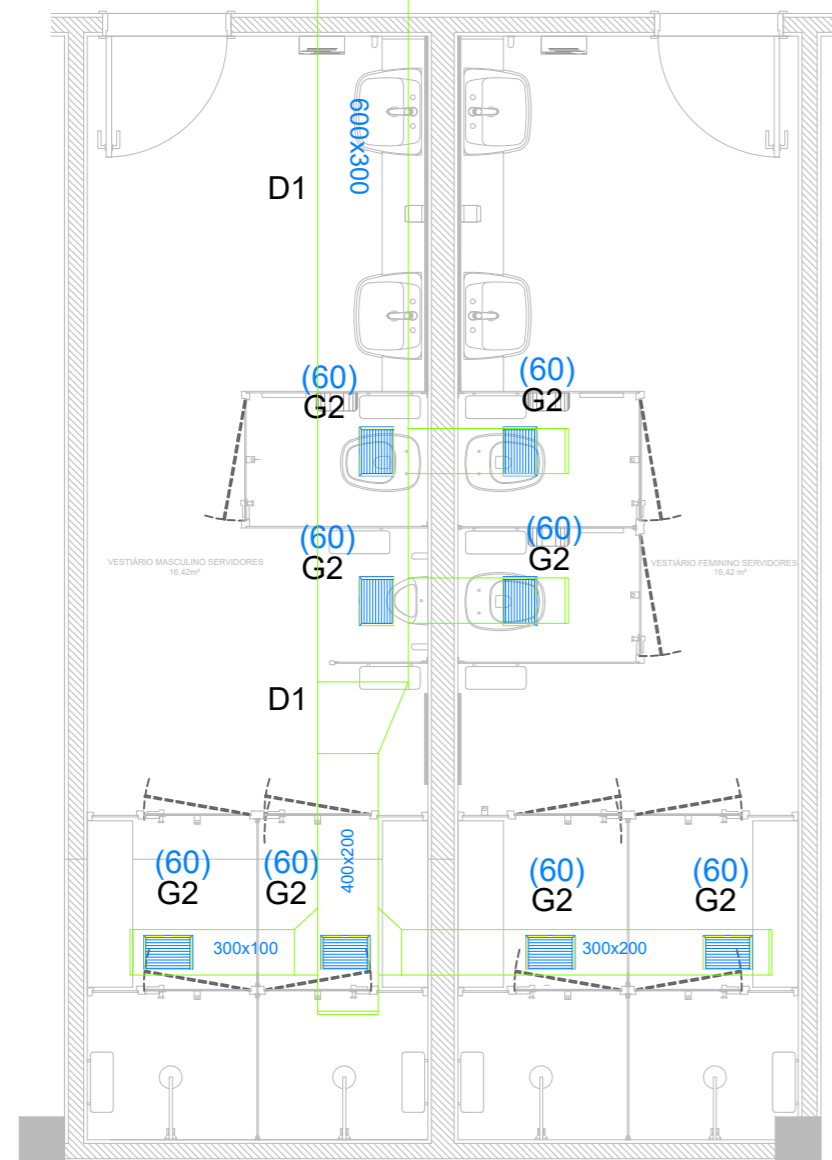 600x300
D1
(60)
G2
(60)
G2
(60)
G2
(60)
G2
VESTIÁRIO MASCULINO SERVIDORES
16,42m²
VESTIÁRIO FEMININO SERVIDORES
16,42 m²
D1
400x200
(60)
G2
(60)
G2
(60)
G2
(60)
G2
300x100
300x200